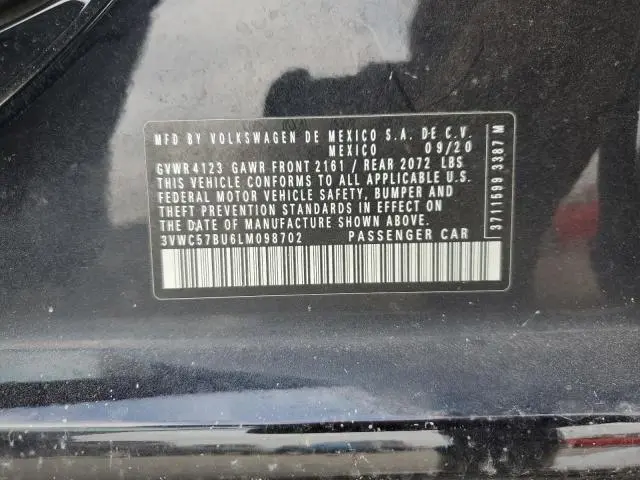 MFD BY VOLKSWAGEN DE MEXICO S.A. DE C.V.
MEXICO 09/20
GVWR 4123 GAWR FRONT 2161 / REAR 2072 LBS
THIS VEHICLE CONFORMS TO ALL APPLICABLE U.S.
FEDERAL MOTOR VEHICLE SAFETY, BUMPER AND
THEFT PREVENTION STANDARDS IN EFFECT ON
THE DATE OF MANUFACTURE SHOWN ABOVE.
3VWC57BU6LM098702 PASSENGER CAR
3711599 3387 M